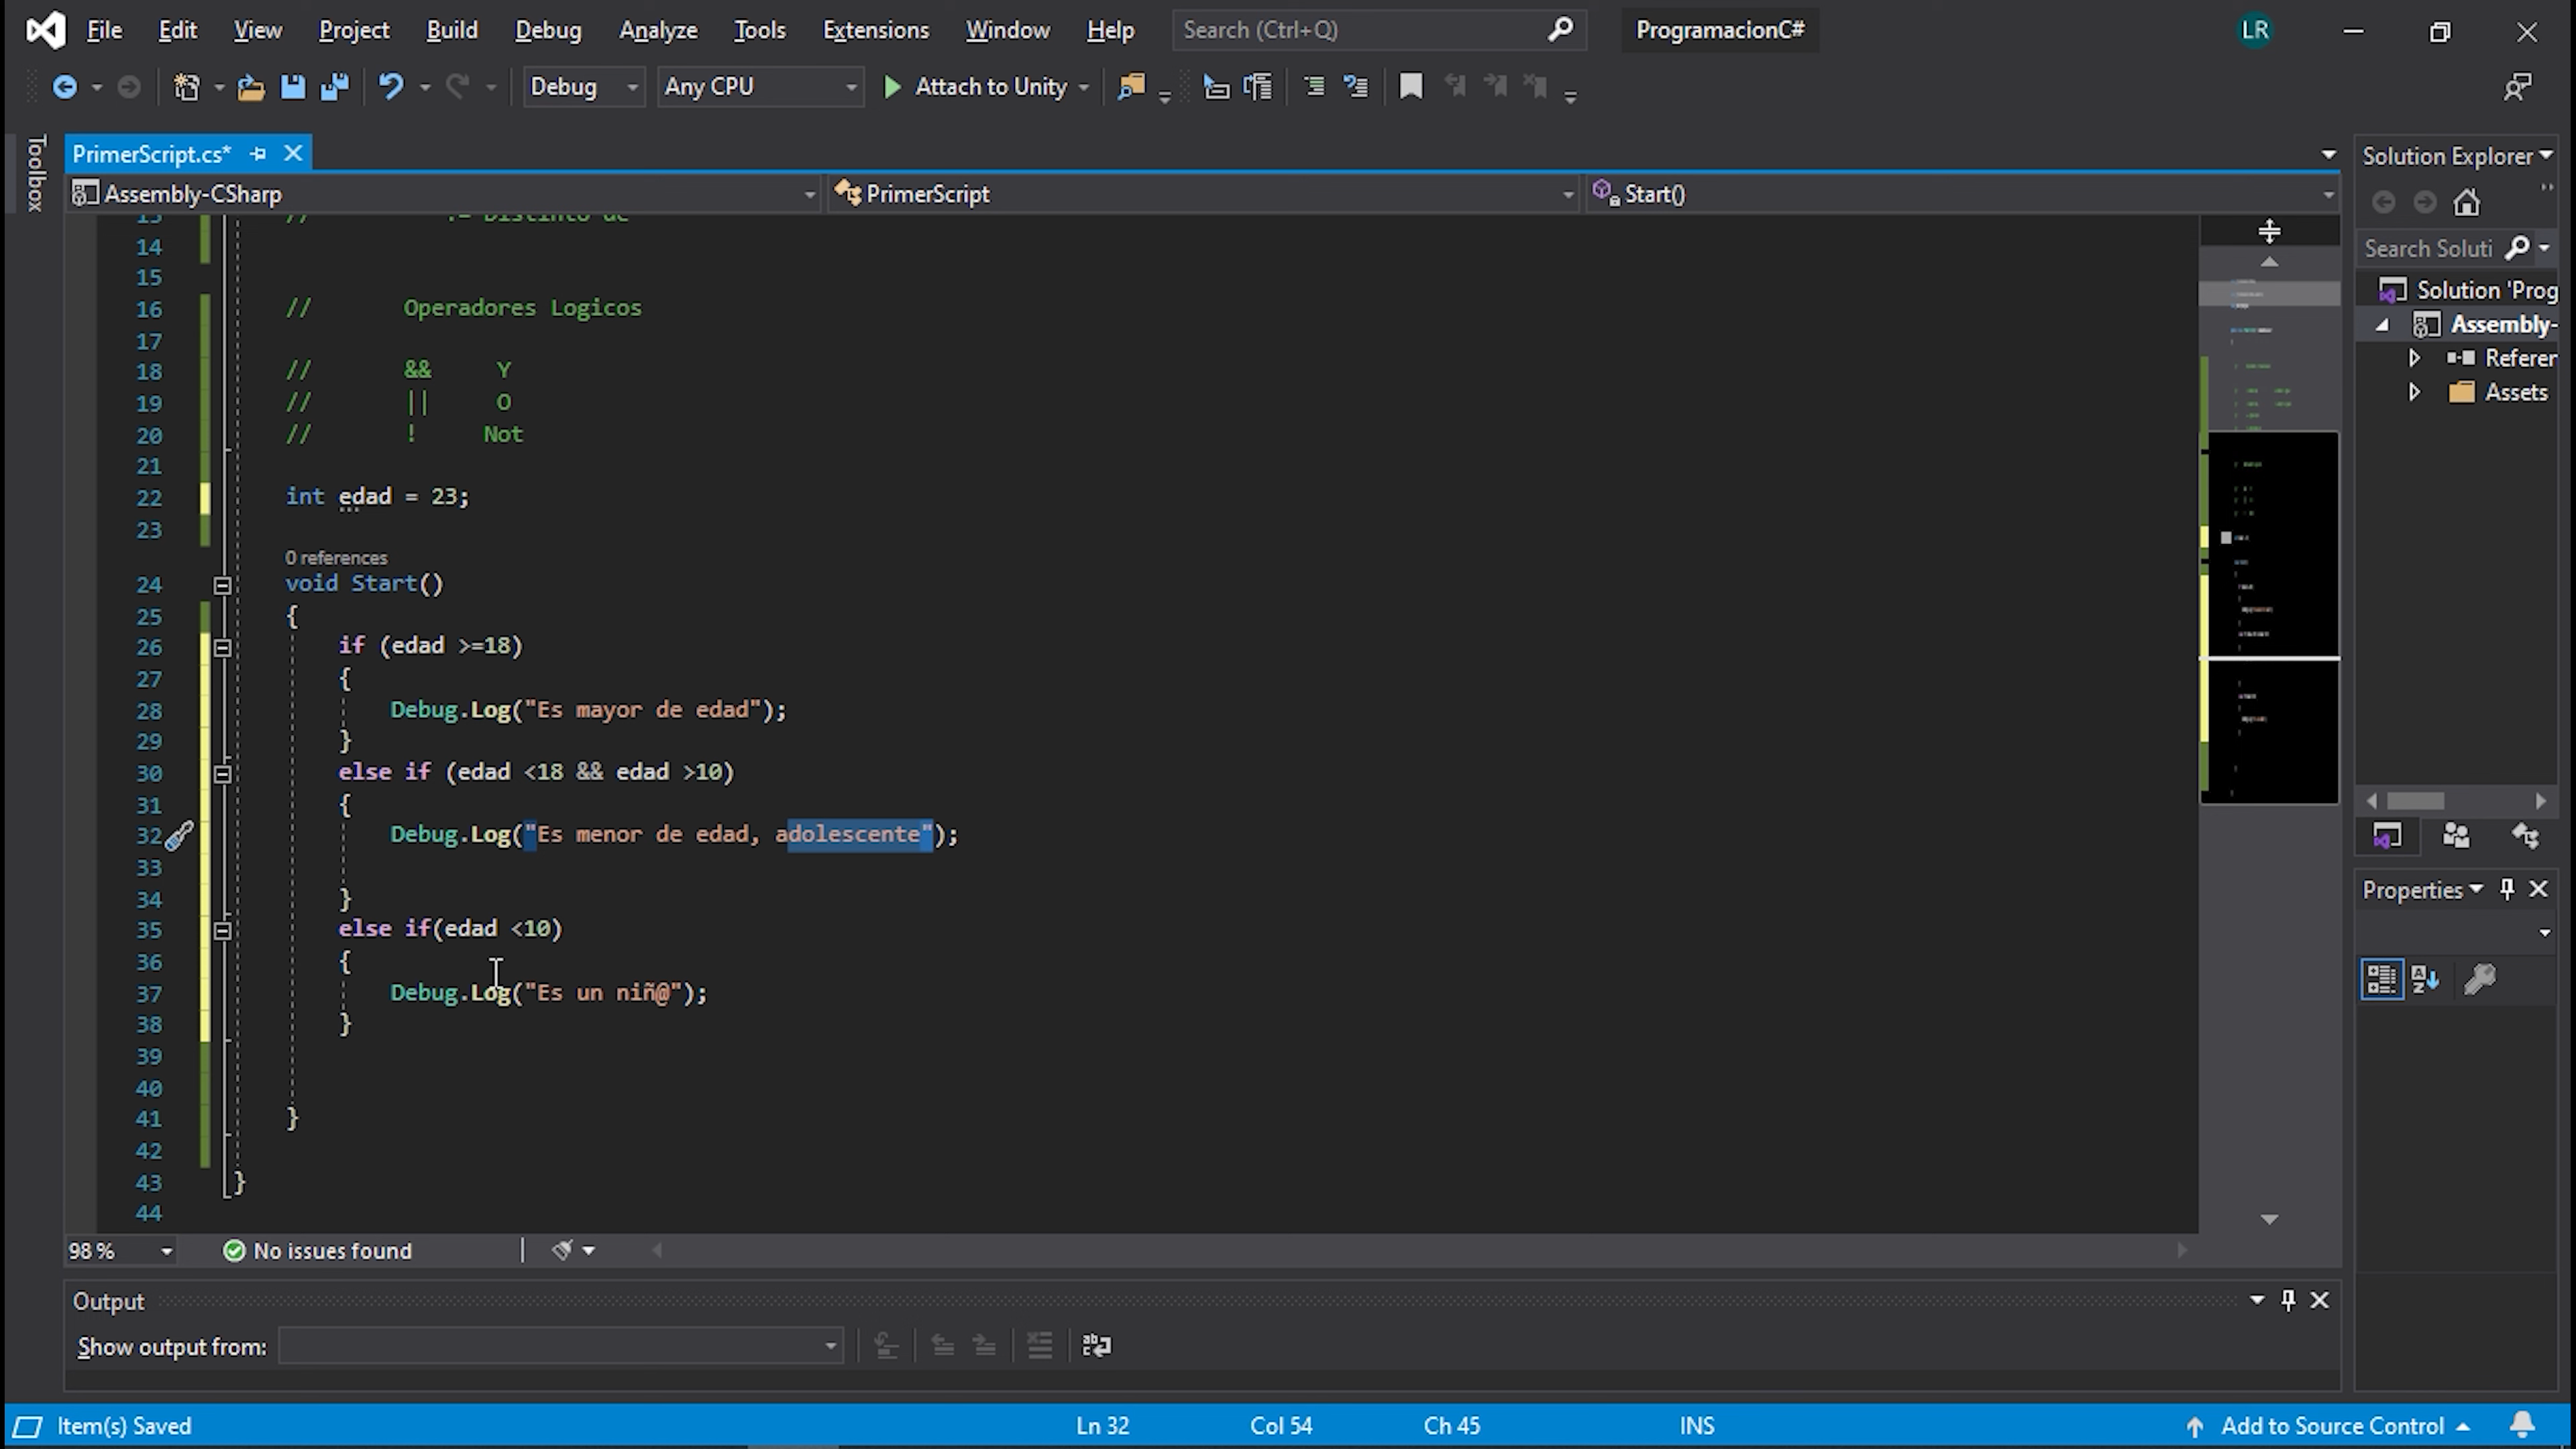 File Edit View Project Build Debug Analyze Tools Extensions Window Help Search (Ctrl+Q) ProgramacionC# LR
Debug Any CPU Attach to Unity
Toolbox
PrimerScript.cs*
Assembly-CSharp PrimerScript Start()
14
15
16 // Operadores Logicos
17
18 // && Y
19 // || O
20 // ! Not
21
22 int edad = 23;
23
0 references
24 void Start()
25 {
26 if (edad >=18)
27 {
28 Debug.Log("Es mayor de edad");
29 }
30 else if (edad <18 && edad >10)
31 {
32 Debug.Log("Es menor de edad, adolescente");
33
34 }
35 else if(edad <10)
36 {
37 Debug.Log("Es un niñ@");
38 }
39
40
41 }
42
43 }
44
98 % No issues found
Output
Show output from:
Item(s) Saved Ln 32 Col 54 Ch 45 INS Add to Source Control
Solution Explorer
Search Soluti
Solution 'Prog
Assembly-
Referer
Assets
Properties